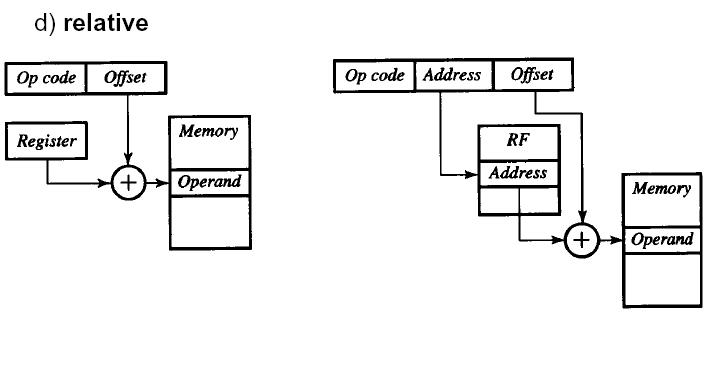 d) relative
Op code Offset
Register
+
Memory
Operand
Op code Address Offset
RF
Address
+
Memory
Operand